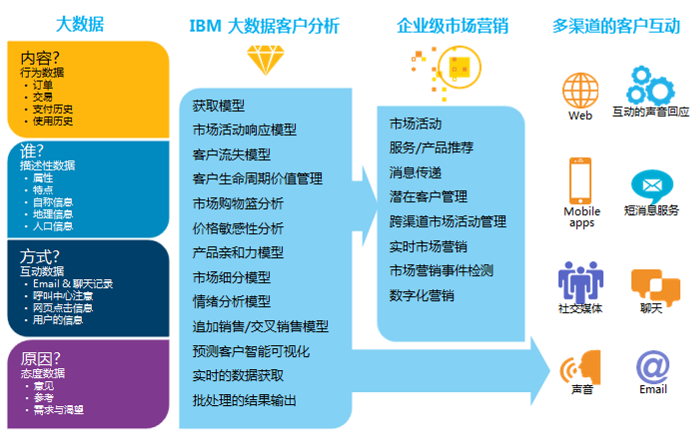 大数据
IBM 大数据客户分析
企业级市场营销
多渠道的客户互动
内容?
行为数据
• 订单
• 交易
• 支付历史
• 使用历史
谁?
描述性数据
• 属性
• 特点
• 自称信息
• 地理信息
• 人口信息
方式?
互动数据
• Email & 聊天记录
• 呼叫中心注意
• 网页点击信息
• 用户的信息
原因?
态度数据
• 意见
• 参考
• 需求与渴望
获取模型
市场活动响应模型
客户流失模型
客户生命周期价值管理
市场购物篮分析
价格敏感性分析
产品亲和力模型
市场细分模型
情绪分析模型
追加销售/交叉销售模型
预测客户智能可视化
实时的数据获取
批处理的结果输出
市场活动
服务/产品推荐
消息传递
潜在客户管理
跨渠道市场活动管理
实时市场营销
市场营销事件检测
数字化营销
Web
互动的声音回应
Mobile
apps
短消息服务
社交媒体
聊天
声音
@
Email